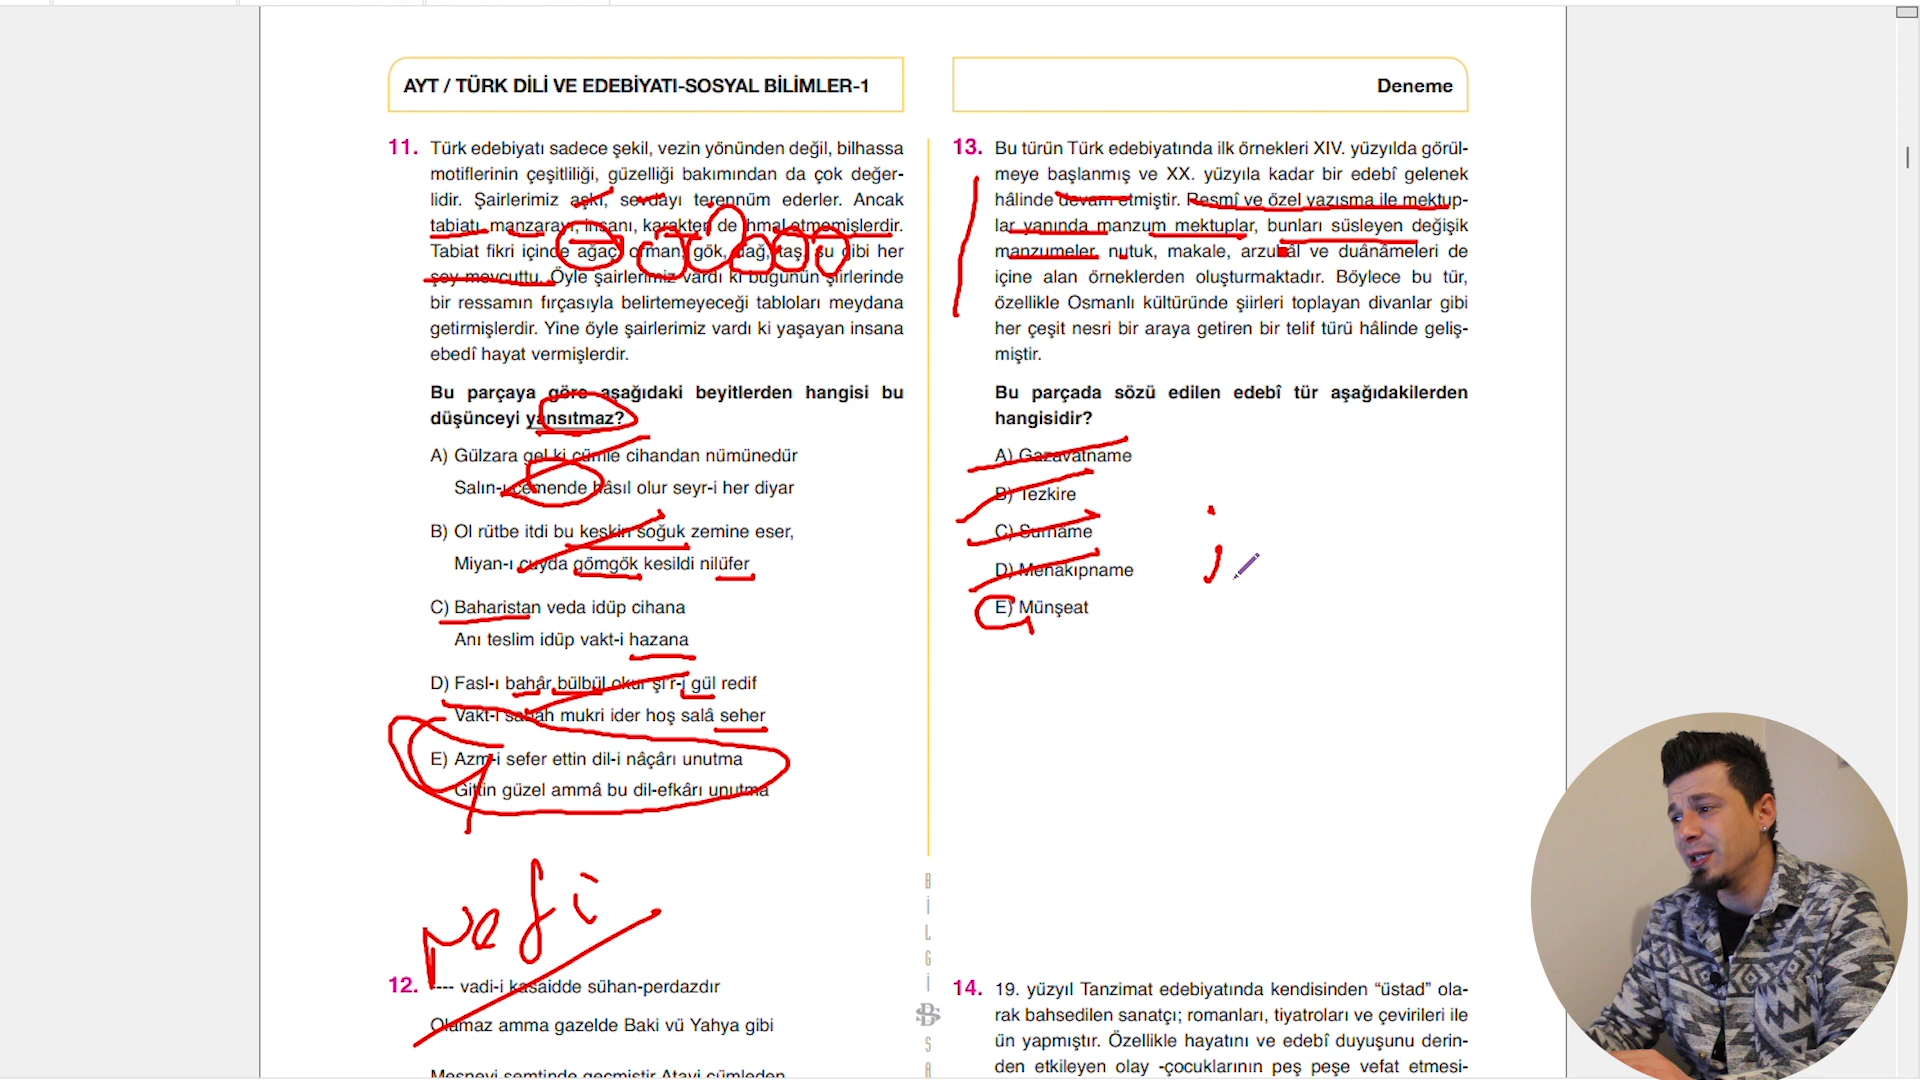 AYT / TÜRK DİLİ VE EDEBİYATI-SOSYAL BİLİMLER-1
Deneme
11. Türk edebiyatı sadece şekil, vezin yönünden değil, bilhassa
motiflerinin çeşitliliği, güzelliği bakımından da çok değer-
lidir. Şairlerimiz aşkı, sevdayı terennüm ederler. Ancak
tabiatı manzarayı, insanı, karakteri de ihmal etmemişlerdir.
Tabiat fikri içinde ağaç, orman, gök, dağ, taş, su gibi her
şey mevcuttu. Öyle şairlerimiz vardı ki bugünün şiirlerinde
bir ressamın fırçasıyla belirtemeyeceği tabloları meydana
getirmişlerdir. Yine öyle şairlerimiz vardı ki yaşayan insana
ebedî hayat vermişlerdir.
Bu parçaya göre aşağıdaki beyitlerden hangisi bu
düşünceyi yansıtmaz?
A) Gülzara gel ki cümle cihandan nümünedür
Salın-ı çemende hâsıl olur seyr-i her diyar
B) Ol rütbe itdi bu keskin soğuk zemine eser,
Miyan-ı cuyda gömgök kesildi nilüfer
C) Baharistan veda idüp cihana
Anı teslim idüp vakt-i hazana
D) Fasl-ı bahâr bülbül okur şi'r-i gül redif
Vakt-i sabah mukri ider hoş salâ seher
E) Azm-i sefer ettin dil-i nâçârı unutma
Gittin güzel ammâ bu dil-efkârı unutma
nefi
12. ---- vadi-i kasaidde sühan-perdazdır
Olamaz amma gazelde Baki vü Yahya gibi
Mesnevi semtinde geçmiştir Atayi cümleden
BİLGİ
S
13. Bu türün Türk edebiyatında ilk örnekleri XIV. yüzyılda görül-
meye başlanmış ve XX. yüzyıla kadar bir edebî gelenek
hâlinde devam etmiştir. Resmî ve özel yazışma ile mektup-
lar yanında manzum mektuplar, bunları süsleyen değişik
manzumeler, nutuk, makale, arzuhâl ve duânâmeleri de
içine alan örneklerden oluşturmaktadır. Böylece bu tür,
özellikle Osmanlı kültüründe şiirleri toplayan divanlar gibi
her çeşit nesri bir araya getiren bir telif türü hâlinde geliş-
miştir.
Bu parçada sözü edilen edebî tür aşağıdakilerden
hangisidir?
A) Gazavatname
B) Tezkire
C) Surname
D) Menakıpname
E) Münşeat
14. 19. yüzyıl Tanzimat edebiyatında kendisinden “üstad” ola-
rak bahsedilen sanatçı; romanları, tiyatroları ve çevirileri ile
ün yapmıştır. Özellikle hayatını ve edebî duyuşunu derin-
den etkileyen olay -çocuklarının peş peşe vefat etmesi-